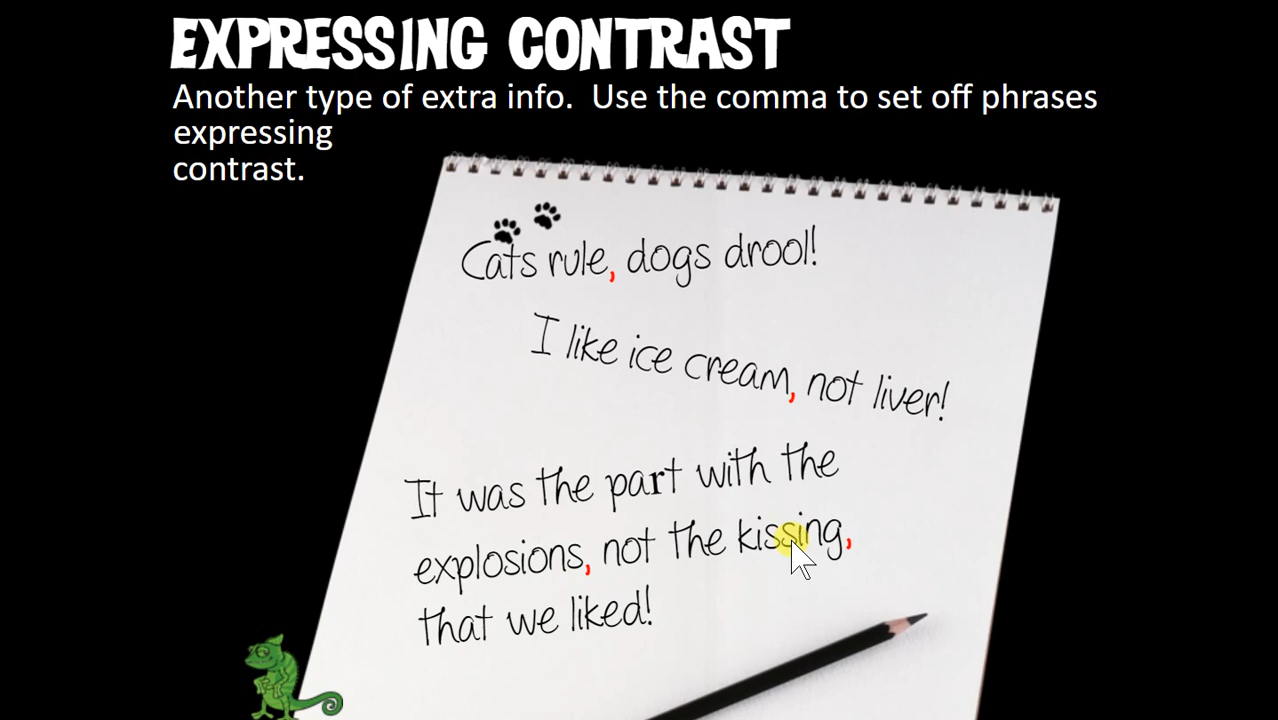 EXPRESSING CONTRAST
Another type of extra info.  Use the comma to set off phrases
expressing
contrast.
Cats rule, dogs drool!
I like ice cream, not liver!
It was the part with the
explosions, not the kissing,
that we liked!